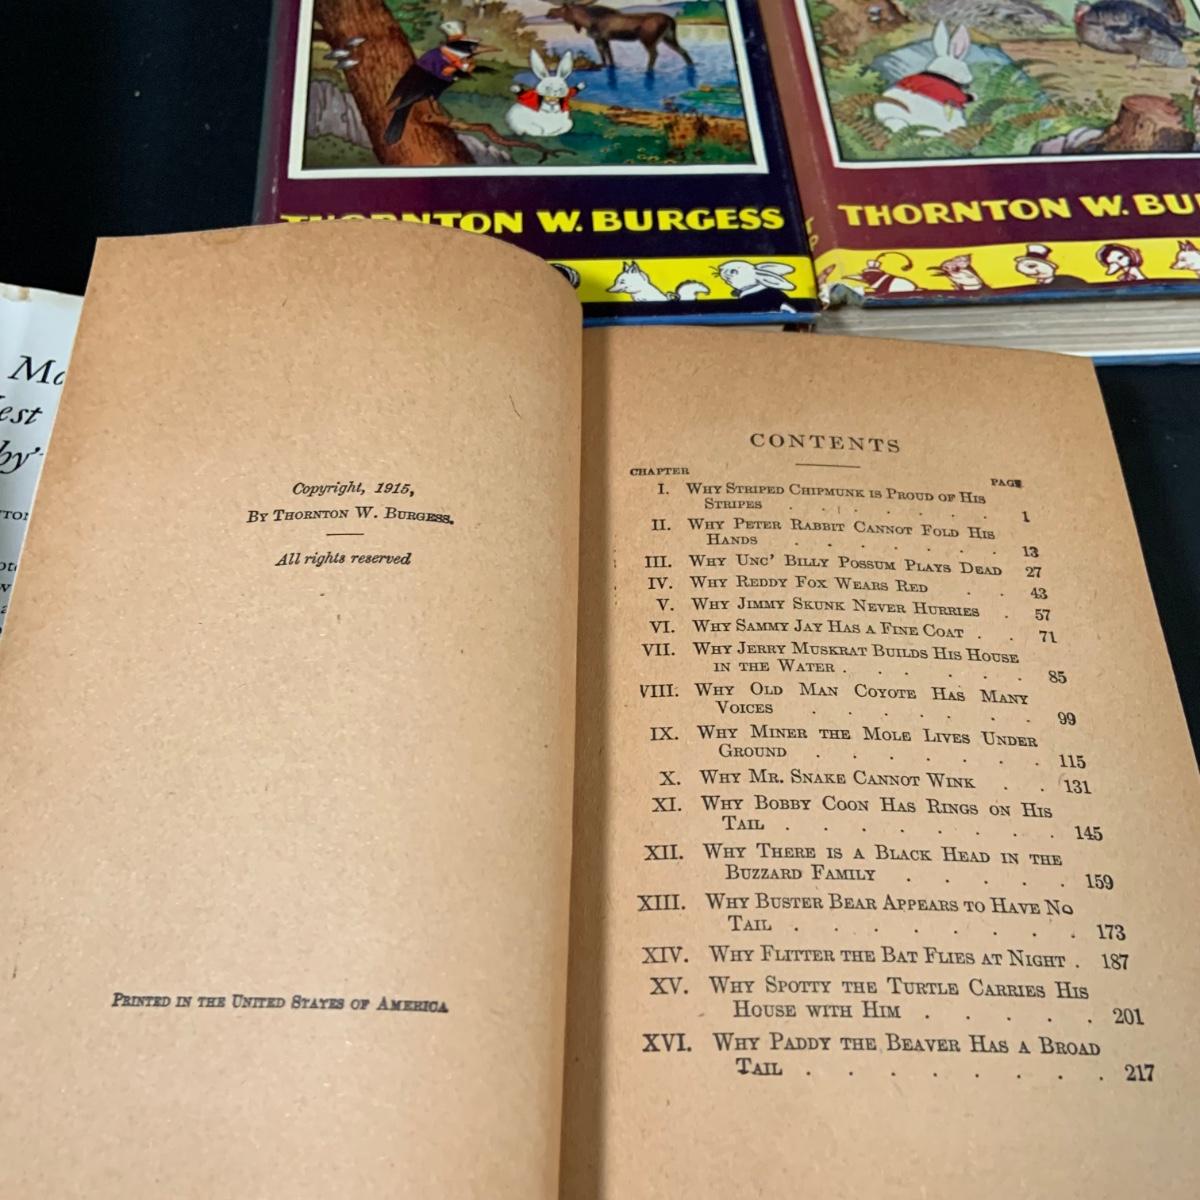 THORNTON W. BURGESS
THORNTON W. BU
est
by'
Copyright, 1915,
BY THORNTON W. BURGESS.
All rights reserved
PRINTED IN THE UNITED STATES OF AMERICA
CONTENTS
CHAPTER PAGE
I. WHY STRIPED CHIPMUNK IS PROUD OF HIS
STRIPES . . . . . . . 1
II. WHY PETER RABBIT CANNOT FOLD HIS
HANDS . . . . . . . 13
III. WHY UNC' BILLY POSSUM PLAYS DEAD 27
IV. WHY REDDY FOX WEARS RED . . 43
V. WHY JIMMY SKUNK NEVER HURRIES . 57
VI. WHY SAMMY JAY HAS A FINE COAT . . 71
VII. WHY JERRY MUSKRAT BUILDS HIS HOUSE
IN THE WATER . . . . . . 85
VIII. WHY OLD MAN COYOTE HAS MANY
VOICES . . . . . . . 99
IX. WHY MINER THE MOLE LIVES UNDER
GROUND . . . . . . . 115
X. WHY MR. SNAKE CANNOT WINK . . 131
XI. WHY BOBBY COON HAS RINGS ON HIS
TAIL . . . . . . . . 145
XII. WHY THERE IS A BLACK HEAD IN THE
BUZZARD FAMILY . . . . . 159
XIII. WHY BUSTER BEAR APPEARS TO HAVE NO
TAIL . . . . . . . . 173
XIV. WHY FLITTER THE BAT FLIES AT NIGHT . 187
XV. WHY SPOTTY THE TURTLE CARRIES HIS
HOUSE WITH HIM . . . . . 201
XVI. WHY PADDY THE BEAVER HAS A BROAD
TAIL . . . . . . . . 217